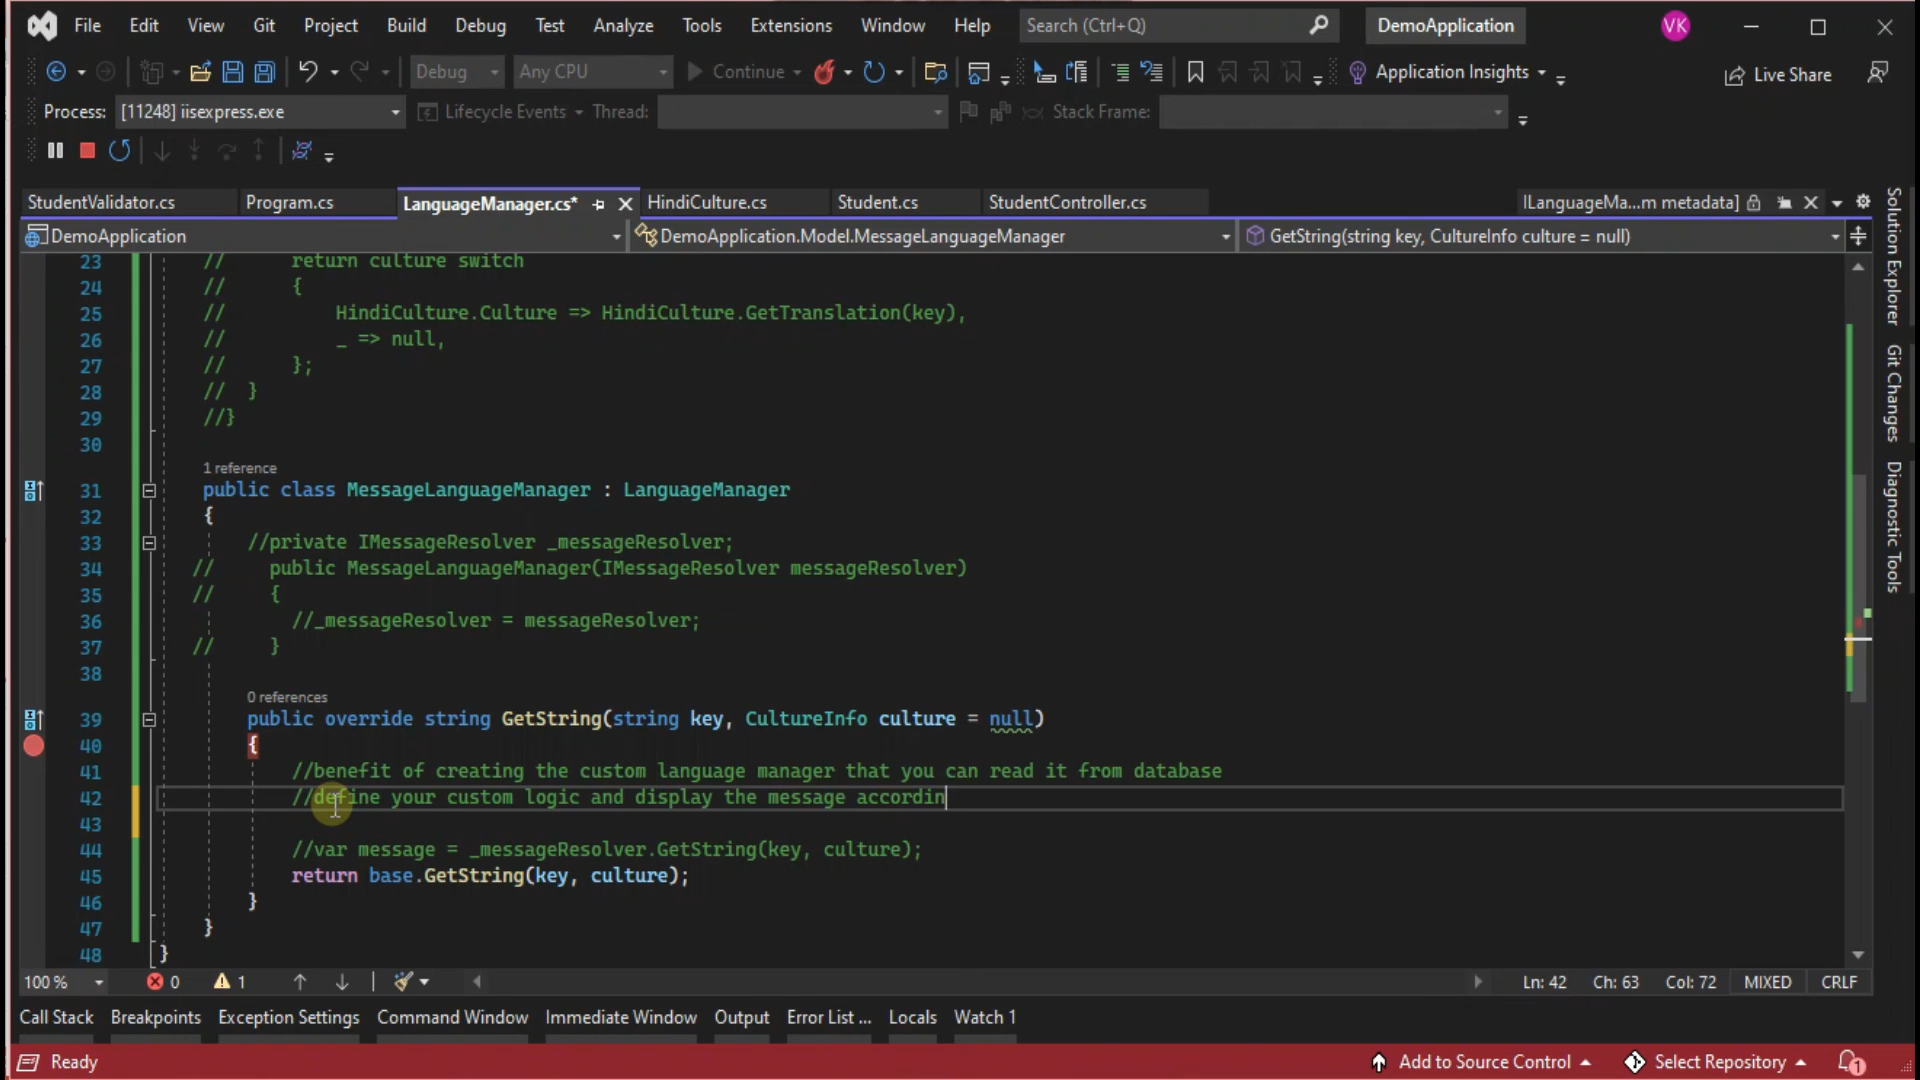 File Edit View Git Project Build Debug Test Analyze Tools Extensions Window Help Search (Ctrl+Q) DemoApplication VK
Debug Any CPU Continue Application Insights Live Share
Process: [11248] iisexpress.exe Lifecycle Events Thread: Stack Frame:
StudentValidator.cs Program.cs LanguageManager.cs* HindiCulture.cs Student.cs StudentController.cs ILanguageMa...m metadata]
DemoApplication DemoApplication.Model.MessageLanguageManager GetString(string key, CultureInfo culture = null)
23 // return culture switch
24 // {
25 // HindiCulture.Culture => HindiCulture.GetTranslation(key),
26 // _ => null,
27 // };
28 // }
29 //}
30
1 reference
31 public class MessageLanguageManager : LanguageManager
32 {
33 //private IMessageResolver _messageResolver;
34 // public MessageLanguageManager(IMessageResolver messageResolver)
35 // {
36 //_messageResolver = messageResolver;
37 // }
38
0 references
39 public override string GetString(string key, CultureInfo culture = null)
40 {
41 //benefit of creating the custom language manager that you can read it from database
42 //define your custom logic and display the message accordin
43
44 //var message = _messageResolver.GetString(key, culture);
45 return base.GetString(key, culture);
46 }
47 }
48 }
100 % 0 1 Ln: 42 Ch: 63 Col: 72 MIXED CRLF
Call Stack Breakpoints Exception Settings Command Window Immediate Window Output Error List ... Locals Watch 1
Ready Add to Source Control Select Repository 1
Solution Explorer
Git Changes
Diagnostic Tools